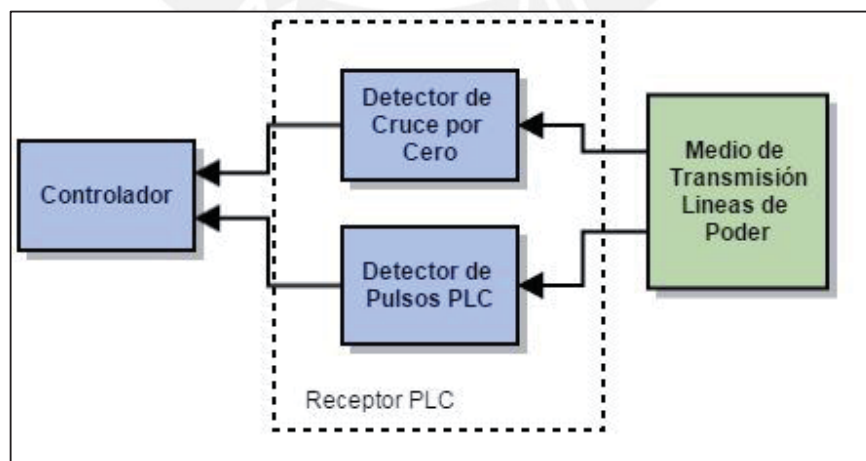 Controlador
Detector de
Cruce por
Cero
Detector de
Pulsos PLC
Receptor PLC
Medio de
Transmisión
Lineas de
Poder